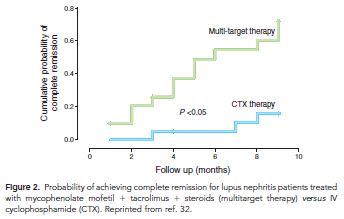 Cumulative probability of
complete remission
0.8
0.6
0.4
0.2
0.0
Multi-target therapy
P <0.05
CTX therapy
0 2 4 6 8 10
Follow up (months)
Figure 2. Probability of achieving complete remission for lupus nephritis patients treated
with mycophenolate mofetil + tacrolimus + steroids (multitarget therapy) versus IV
cyclophosphamide (CTX). Reprinted from ref. 32.